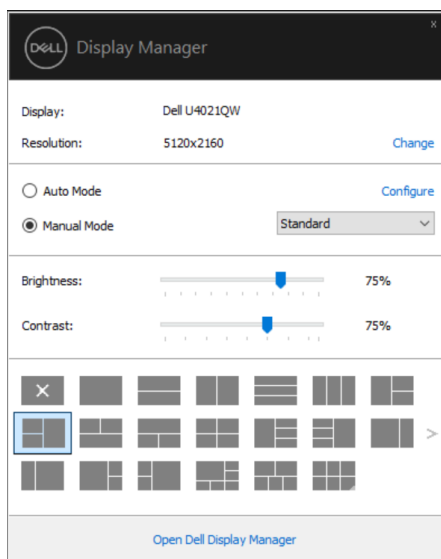 x
DELL Display Manager
Display: Dell U4021QW
Resolution: 5120x2160 Change
Auto Mode Configure
Manual Mode Standard
Brightness: 75%
Contrast: 75%
Open Dell Display Manager